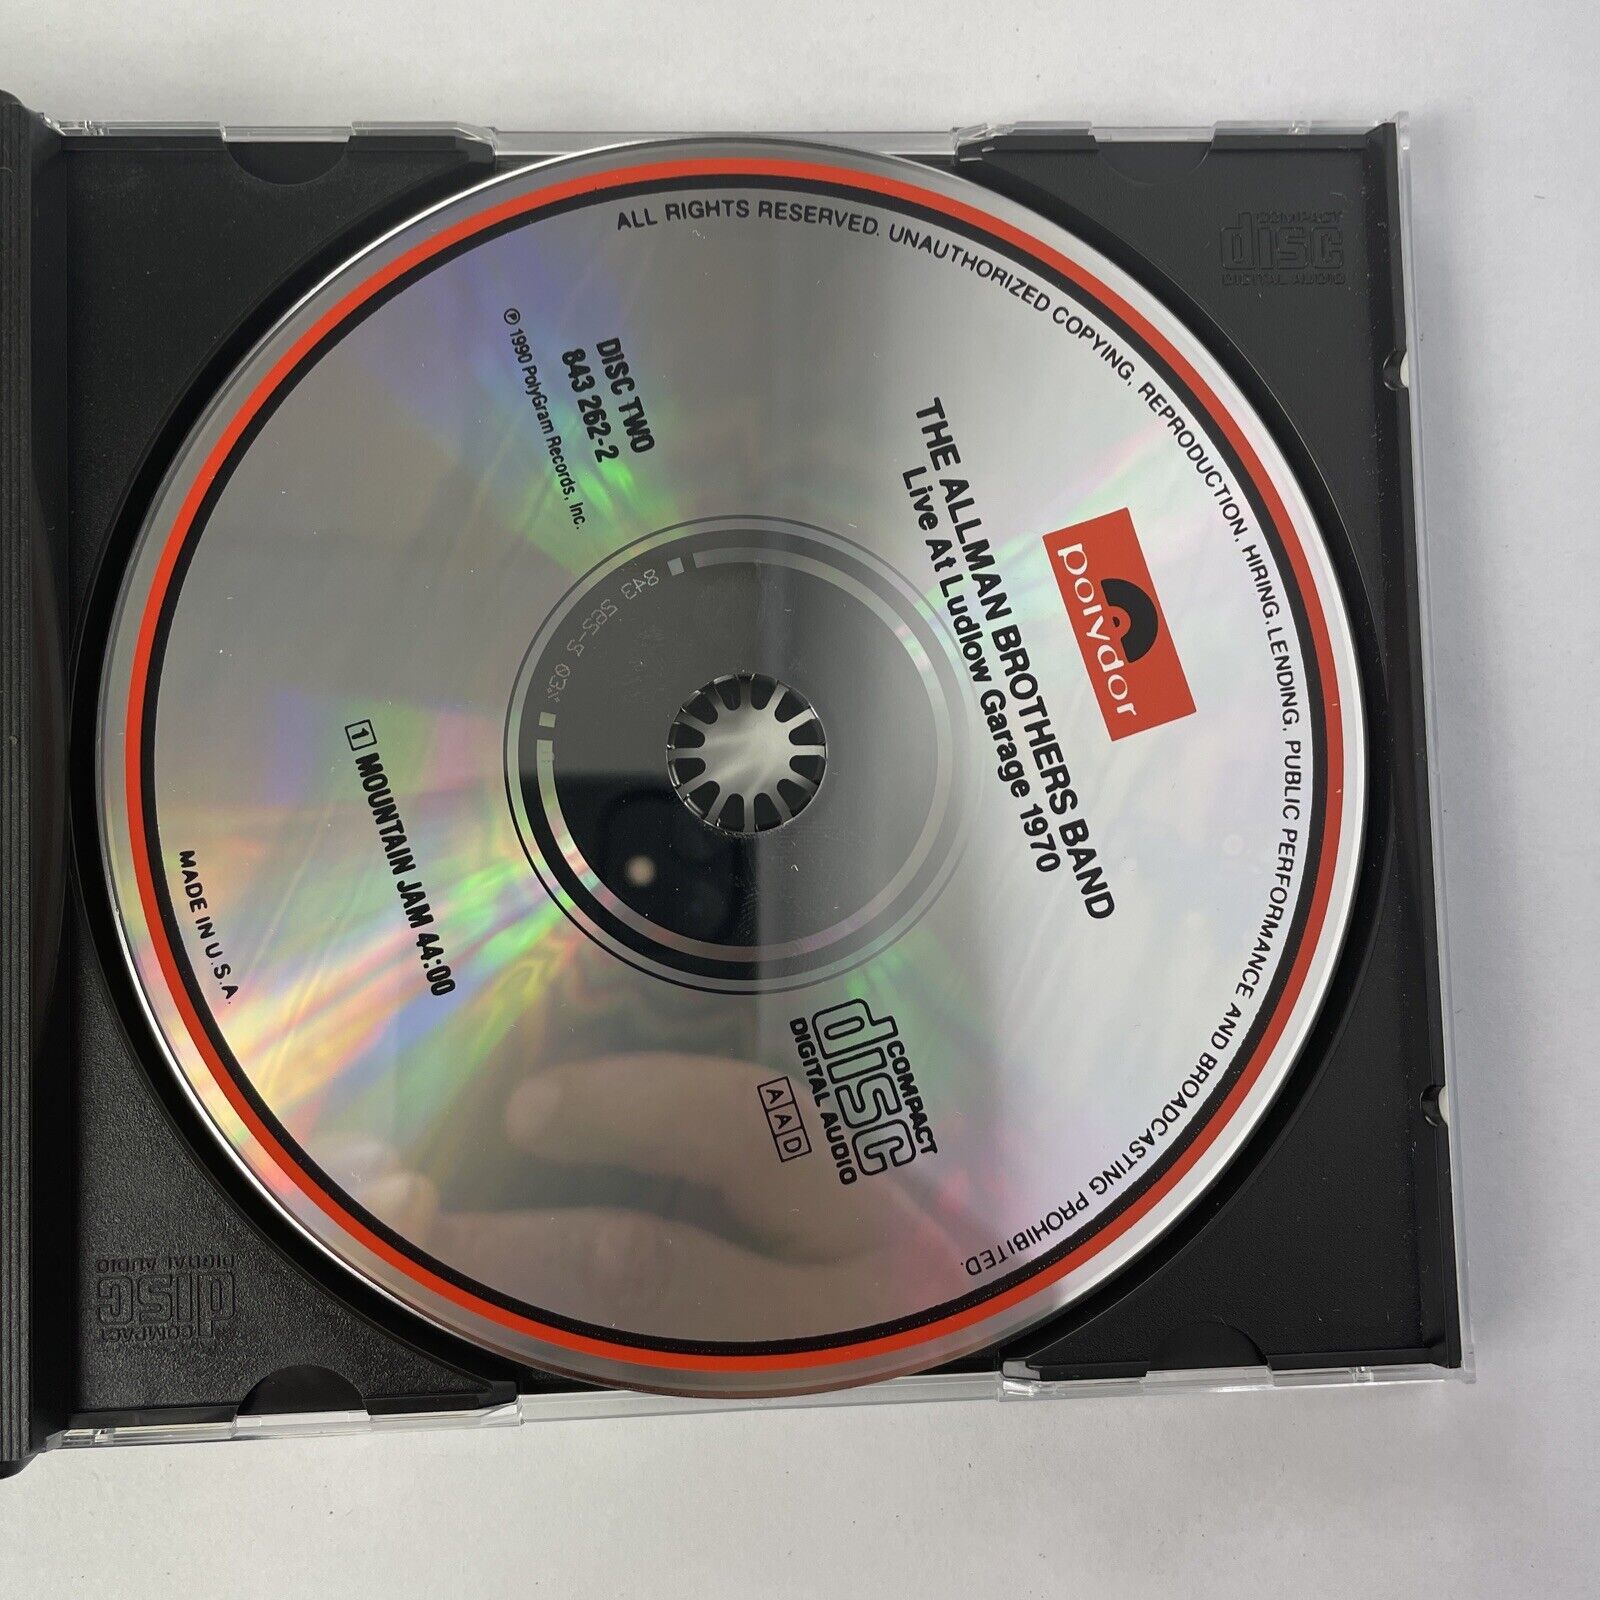 ALL RIGHTS RESERVED. UNAUTHORIZED COPYING, REPRODUCTION, HIRING, LENDING, PUBLIC PERFORMANCE AND BROADCASTING PROHIBITED.
polydor
THE ALLMAN BROTHERS BAND
Live At Ludlow Garage 1970
DISC TWO
843 262-2
℗ 1990 PolyGram Records, Inc.
COMPACT
disc
DIGITAL AUDIO
AAD
1 MOUNTAIN JAM 44:00
MADE IN U.S.A.
COMPACT
disc
DIGITAL AUDIO
COMPACT
disc
DIGITAL AUDIO